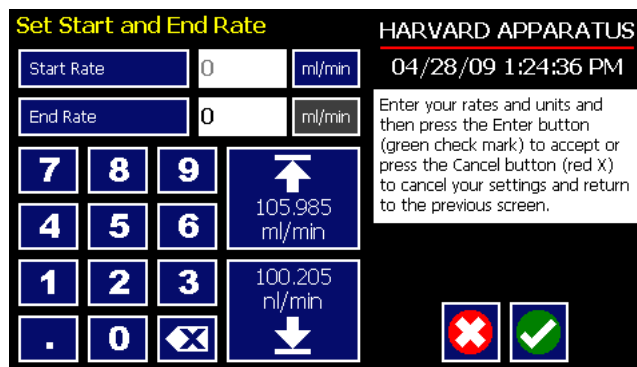 Set Start and End Rate
HARVARD APPARATUS
04/28/09 1:24:36 PM
Start Rate 0 ml/min
End Rate 0 ml/min
Enter your rates and units and
then press the Enter button
(green check mark) to accept or
press the Cancel button (red X)
to cancel your settings and return
to the previous screen.
7 8 9
4 5 6
105.985
ml/min
1 2 3
. 0
100.205
nl/min